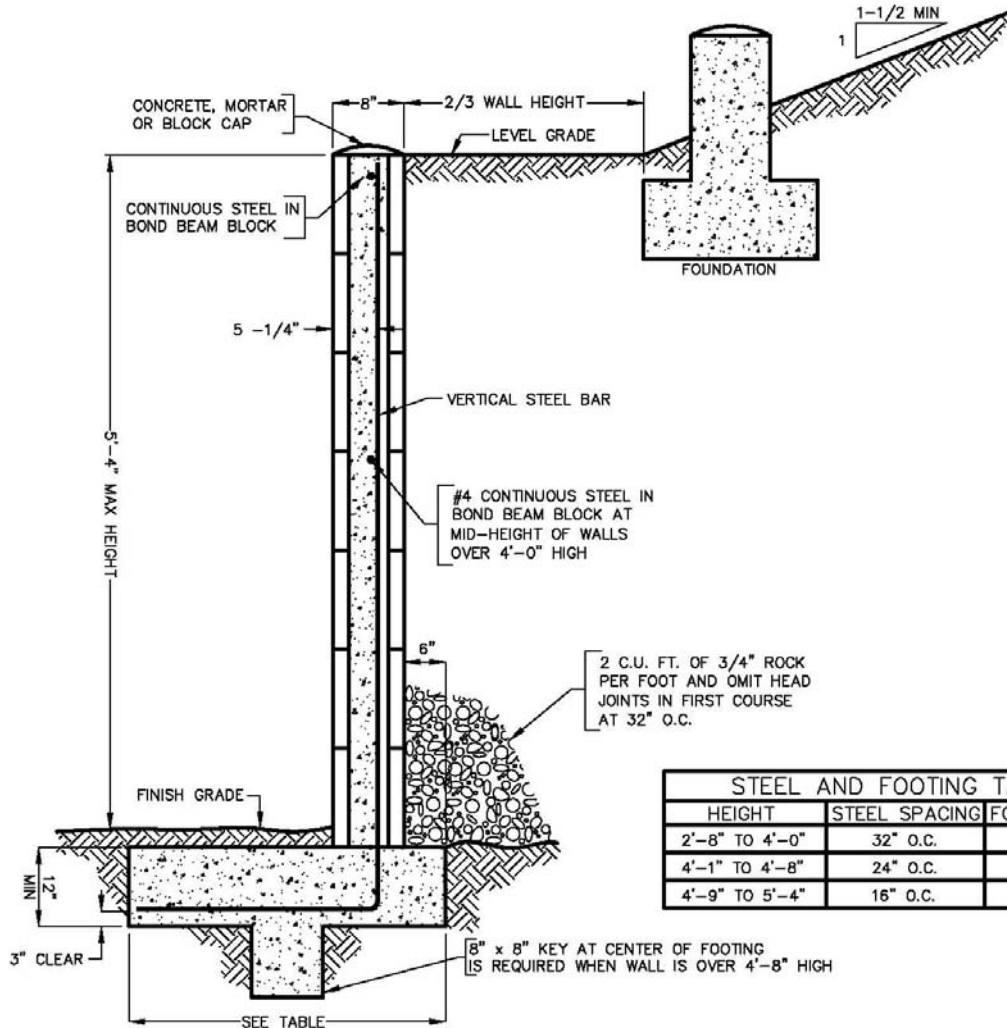 1-1/2 MIN
1
8"
2/3 WALL HEIGHT
CONCRETE, MORTAR
OR BLOCK CAP
LEVEL GRADE
CONTINUOUS STEEL IN
BOND BEAM BLOCK
FOUNDATION
5 -1/4"
VERTICAL STEEL BAR
5'-4" MAX HEIGHT
#4 CONTINUOUS STEEL IN
BOND BEAM BLOCK AT
MID-HEIGHT OF WALLS
OVER 4'-0" HIGH
6"
2 C.U. FT. OF 3/4" ROCK
PER FOOT AND OMIT HEAD
JOINTS IN FIRST COURSE
AT 32" O.C.
FINISH GRADE
STEEL AND FOOTING T
HEIGHT STEEL SPACING FO
2'-8" TO 4'-0" 32" O.C.
4'-1" TO 4'-8" 24" O.C.
4'-9" TO 5'-4" 16" O.C.
12"
MIN
3" CLEAR
8" x 8" KEY AT CENTER OF FOOTING
IS REQUIRED WHEN WALL IS OVER 4'-8" HIGH
SEE TABLE